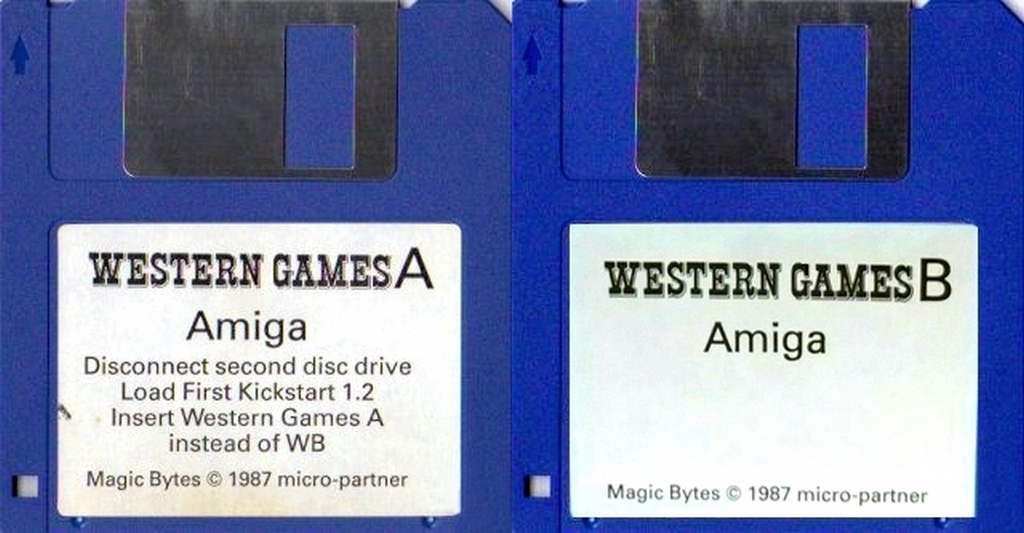 WESTERN GAMES A
Amiga
Disconnect second disc drive
Load First Kickstart 1.2
Insert Western Games A
instead of WB
Magic Bytes © 1987 micro-partner
WESTERN GAMES B
Amiga
Magic Bytes © 1987 micro-partner